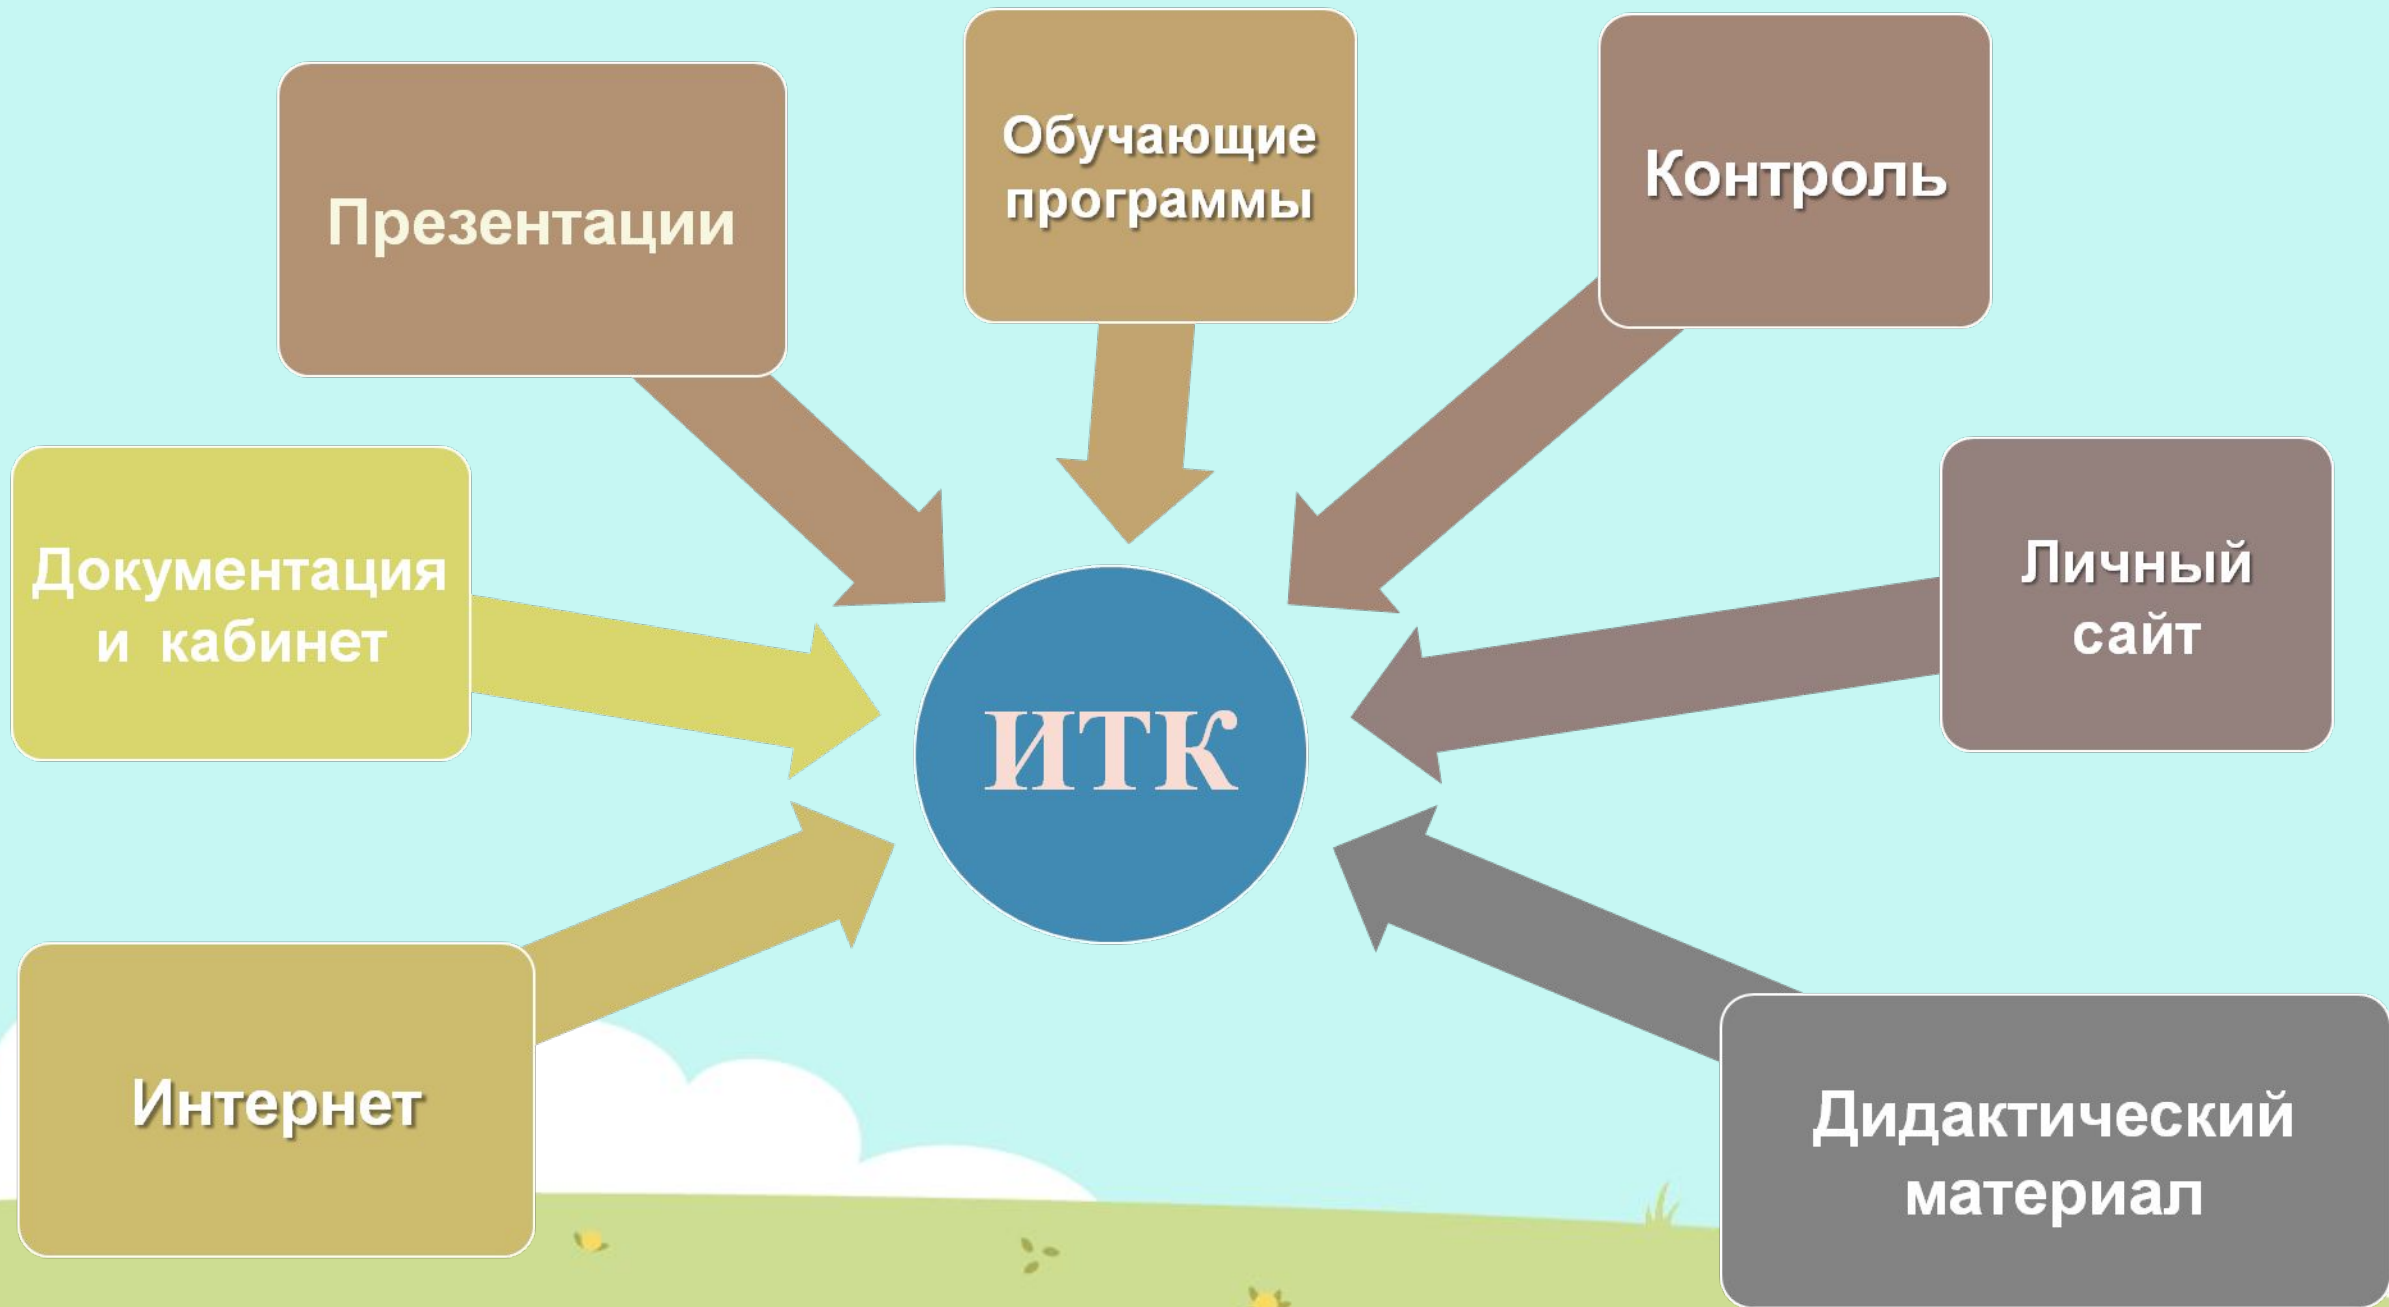 Презентации
Обучающие
программы
Контроль
Документация
и кабинет
Личный
сайт
ИТК
Интернет
Дидактический
материал